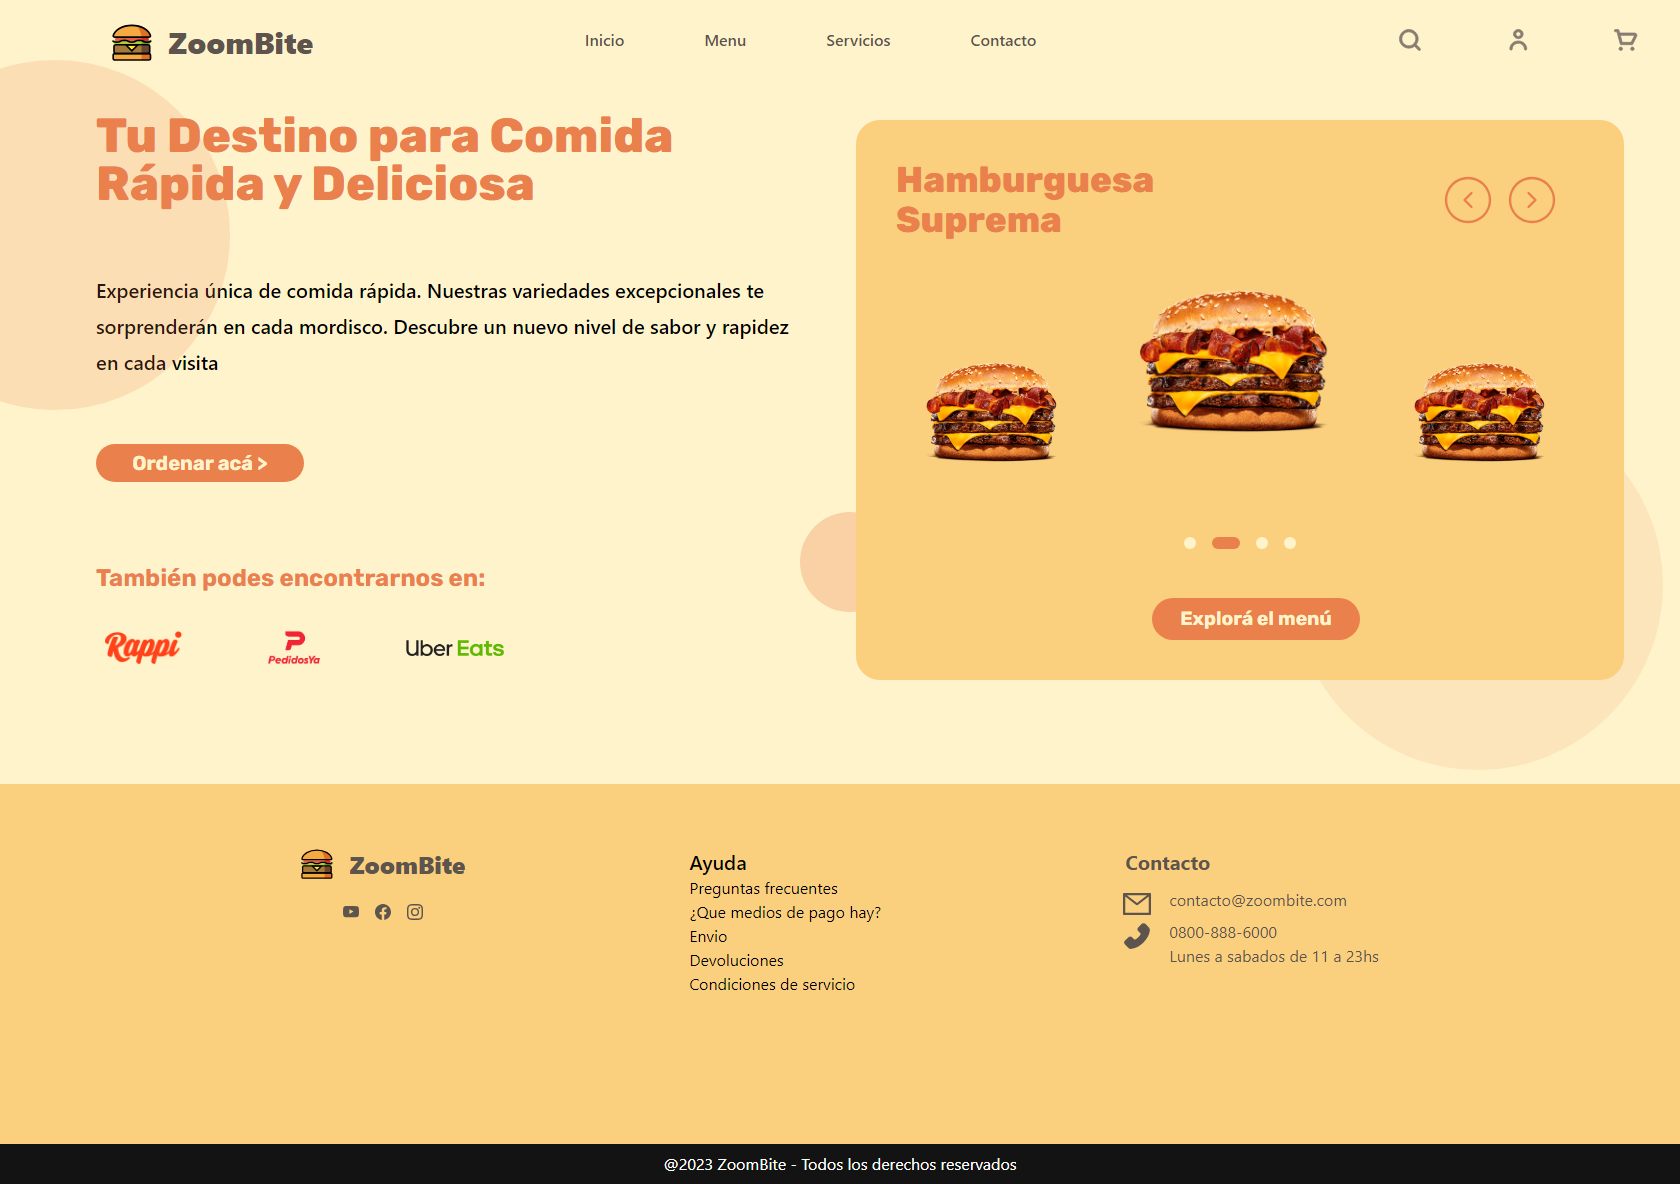 ZoomBite
Inicio
Menu
Servicios
Contacto
Tu Destino para Comida
Rápida y Deliciosa
Experiencia única de comida rápida. Nuestras variedades excepcionales te
sorprenderán en cada mordisco. Descubre un nuevo nivel de sabor y rapidez
en cada visita
Ordenar acá >
También podes encontrarnos en:
Rappi
PedidosYa
Uber Eats
Hamburguesa
Suprema
Explorá el menú
ZoomBite
Ayuda
Preguntas frecuentes
¿Que medios de pago hay?
Envio
Devoluciones
Condiciones de servicio
Contacto
contacto@zoombite.com
0800-888-6000
Lunes a sabados de 11 a 23hs
@2023 ZoomBite - Todos los derechos reservados